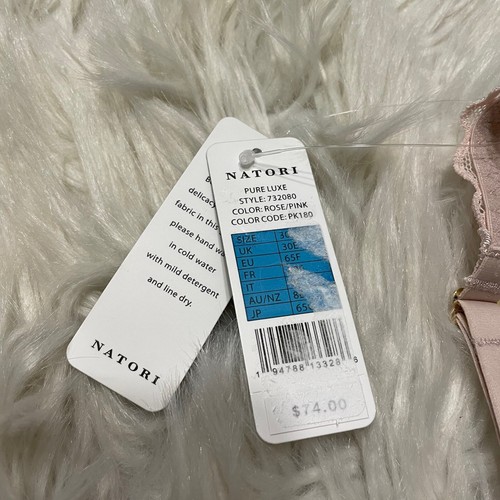 NATORI
PURE LUXE
STYLE: 732080
COLOR: ROSE/PINK
COLOR CODE: PK180
SIZE
UK 30E
EU 65F
FR
IT
AU/NZ
JP
$74.00
delicacy
fabric in this
please hand
in cold water
with mild detergent
and line dry.
NATORI